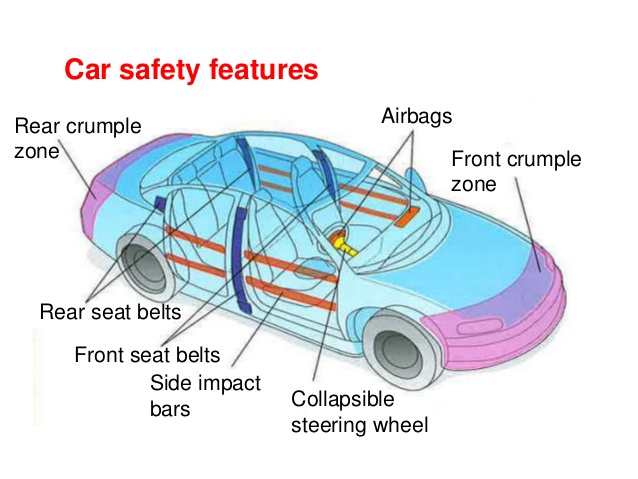 Car safety features
Airbags
Rear crumple
zone
Front crumple
zone
Rear seat belts
Front seat belts
Side impact
bars
Collapsible
steering wheel